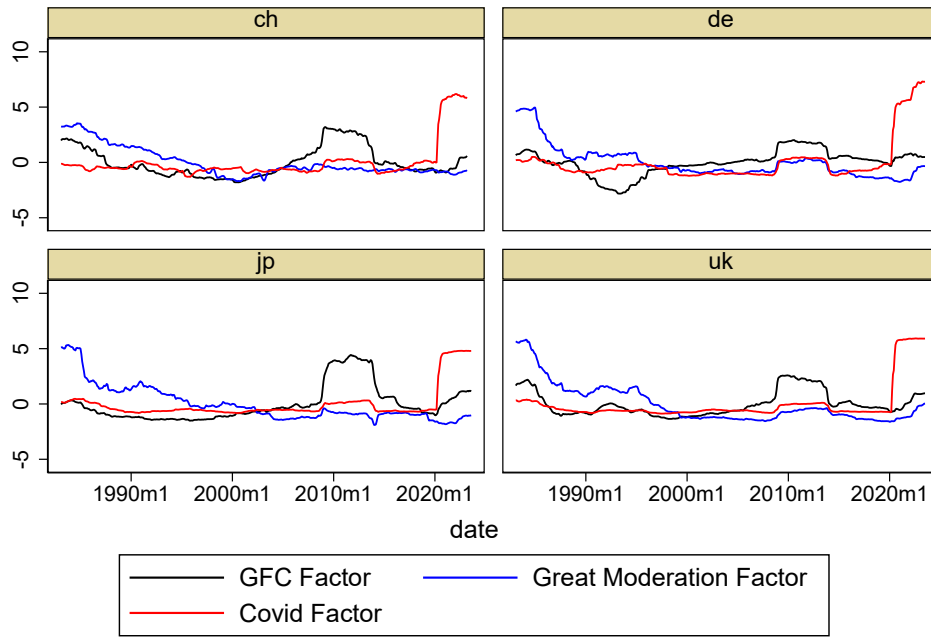 ch de
10
5
0
-5
jp uk
10
5
0
-5
1990m1 2000m1 2010m1 2020m1 1990m1 2000m1 2010m1 2020m1
date
GFC Factor Great Moderation Factor
Covid Factor